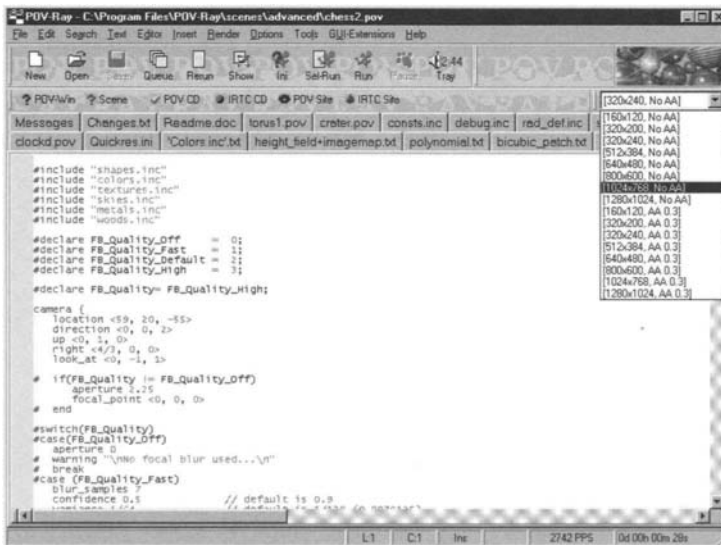 POV-Ray - C:\Program Files\POV-Ray\scenes\advanced\chess2.pov
File Edit Search Text Editor Insert Render Options Tools GUI-Extensions Help
New Open Queue Rerun Show Ini Sel-Run Run Pause Tray
2:44
POV-Win Scene POV CD IRTC CD POV Site IRTC Site
[320x240, No AA]
Messages Changes.txt Readme.doc torus1.pov crater.pov consts.inc debug.inc rad_def.inc
clockd.pov Quickres.ini 'Colors.inc'.txt height_field+imagemap.txt polynomial.txt bicubic_patch.txt
[160x120, No AA]
[320x200, No AA]
[320x240, No AA]
[512x384, No AA]
[640x480, No AA]
[800x600, No AA]
[1024x768, No AA]
[1280x1024, No AA]
[160x120, AA 0.3]
[320x200, AA 0.3]
[320x240, AA 0.3]
[512x384, AA 0.3]
[640x480, AA 0.3]
[800x600, AA 0.3]
[1024x768, AA 0.3]
[1280x1024, AA 0.3]
#include "shapes.inc"
#include "colors.inc"
#include "textures.inc"
#include "skies.inc"
#include "metals.inc"
#include "woods.inc"
#declare FB_Quality_Off = 0;
#declare FB_Quality_Fast = 1;
#declare FB_Quality_Default = 2;
#declare FB_Quality_High = 3;
#declare FB_Quality= FB_Quality_High;
camera {
location <59, 20, -55>
direction <0, 0, 2>
up <0, 1, 0>
right <4/3, 0, 0>
look_at <0, -1, 1>
# if(FB_Quality != FB_Quality_Off)
aperture 2.25
focal_point <0, 0, 0>
# end
#switch(FB_Quality)
#case(FB_Quality_Off)
aperture 0
# warning "\nNo focal blur used...\n"
# break
#case (FB_Quality_Fast)
blur_samples 7
confidence 0.5 // default is 0.9
L:1 C:1 Ins 2742 PPS 0d 00h 00m 28s